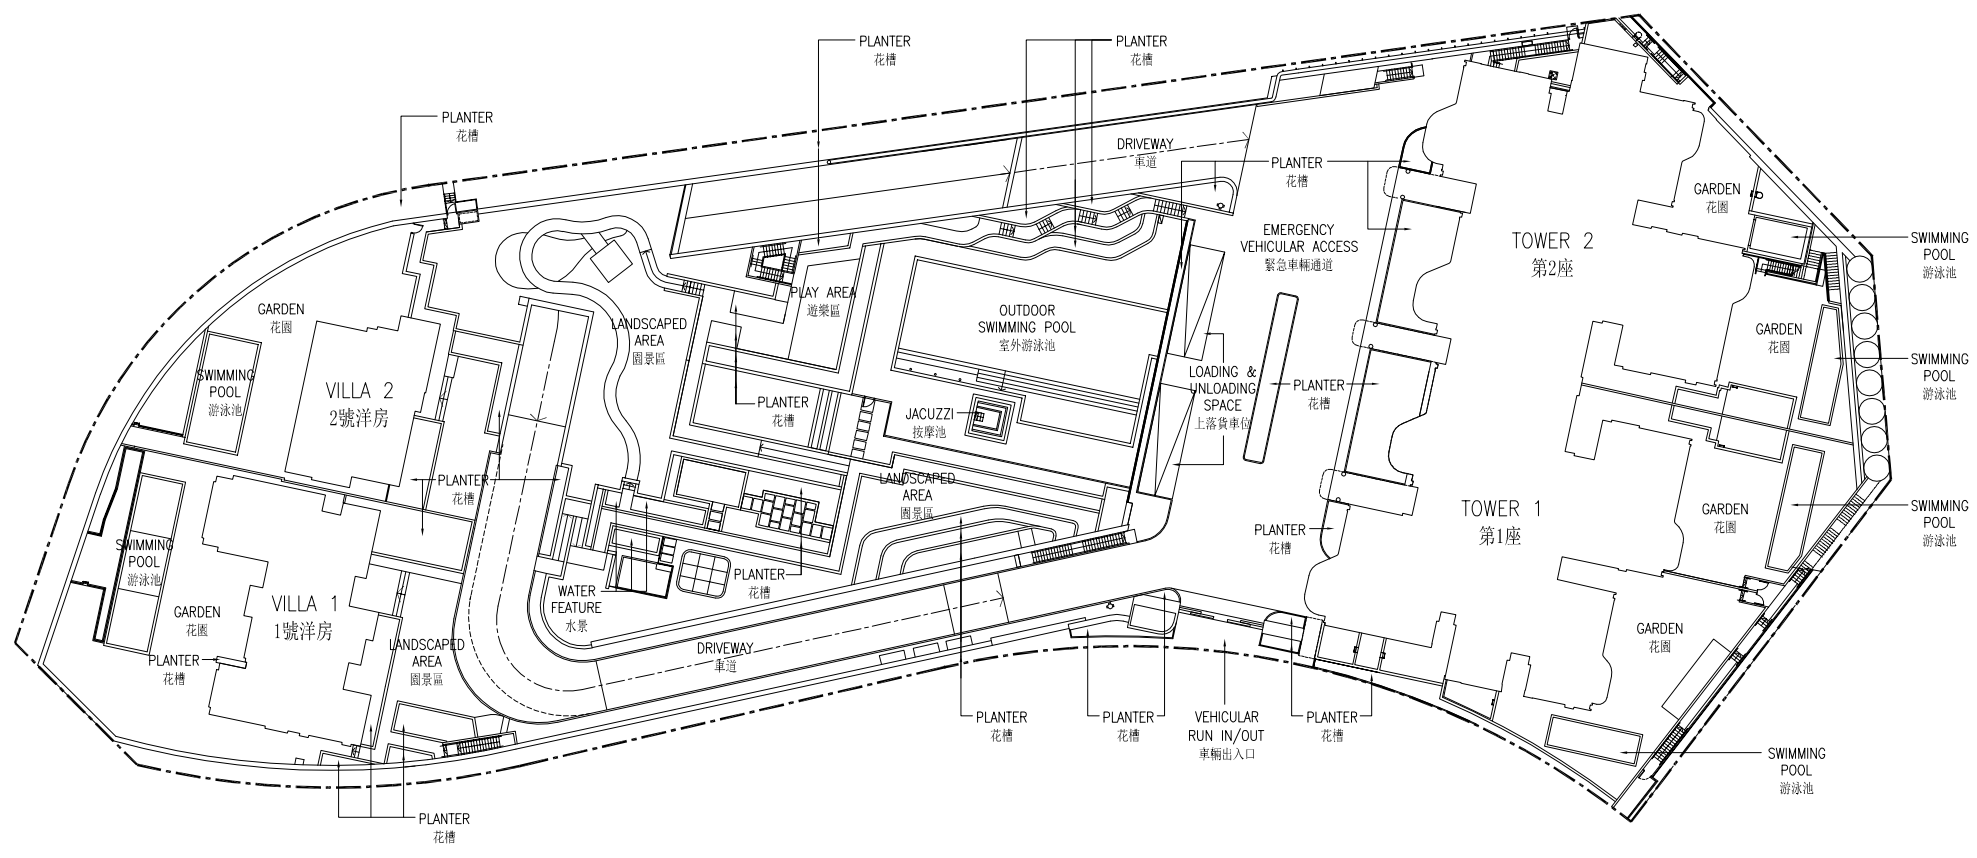 PLANTER
花槽
PLANTER
花槽
PLANTER
花槽
DRIVEWAY
車道
PLANTER
花槽
GARDEN
花園
EMERGENCY
VEHICULAR ACCESS
緊急車輛通道
TOWER 2
第2座
SWIMMING
POOL
游泳池
PLAY AREA
遊樂區
GARDEN
花園
LANDSCAPED
AREA
園景區
OUTDOOR
SWIMMING POOL
室外游泳池
GARDEN
花園
SWIMMING
POOL
游泳池
SWIMMING
POOL
游泳池
VILLA 2
2號洋房
PLANTER
花槽
JACUZZI
按摩池
LOADING &
UNLOADING
SPACE
上落貨車位
PLANTER
花槽
PLANTER
花槽
LANDSCAPED
AREA
園景區
TOWER 1
第1座
GARDEN
花園
SWIMMING
POOL
游泳池
PLANTER
花槽
SWIMMING
POOL
游泳池
PLANTER
花槽
WATER
FEATURE
水景
GARDEN
花園
VILLA 1
1號洋房
GARDEN
花園
LANDSCAPED
AREA
園景區
DRIVEWAY
車道
PLANTER
花槽
PLANTER
花槽
PLANTER
花槽
VEHICULAR
RUN IN/OUT
車輛出入口
PLANTER
花槽
SWIMMING
POOL
游泳池
PLANTER
花槽